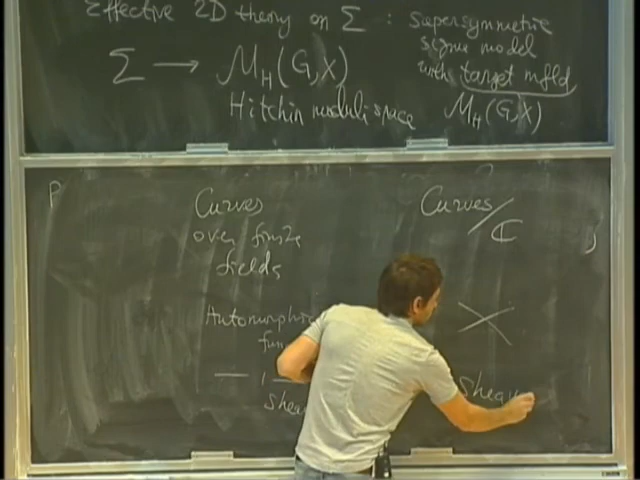 Effective 2D theory on Σ : supersymmetric
sigma model
with target mfld
Σ → M_H(G,X)
M_H(G,X)
Hitchin moduli space
Curves
over finite
fields
Curves/ℂ
Automorphic
fun
X
— | —
shea
sheav